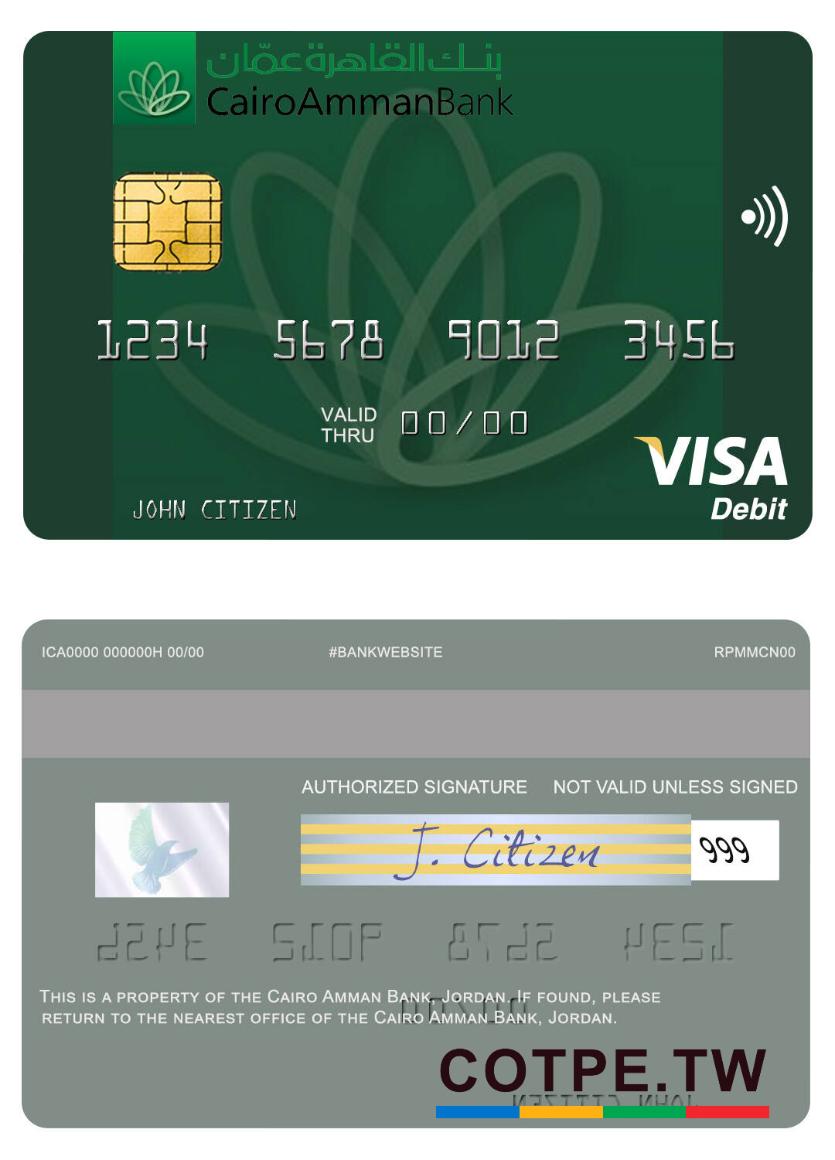 بنك القاهرة عمّان
CairoAmmanBank
1234 5678 9012 3456
VALID THRU 00/00
VISA
Debit
JOHN CITIZEN
ICA0000 000000H 00/00 #BANKWEBSITE RPMMCN00
AUTHORIZED SIGNATURE NOT VALID UNLESS SIGNED
J. Citizen 999
THIS IS A PROPERTY OF THE CAIRO AMMAN BANK, JORDAN. IF FOUND, PLEASE
RETURN TO THE NEAREST OFFICE OF THE CAIRO AMMAN BANK, JORDAN.
COTPE.TW